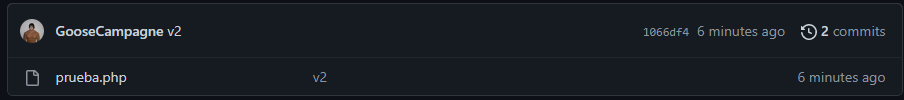 GooseCampagne v2 1066df4 6 minutes ago 2 commits
prueba.php v2 6 minutes ago